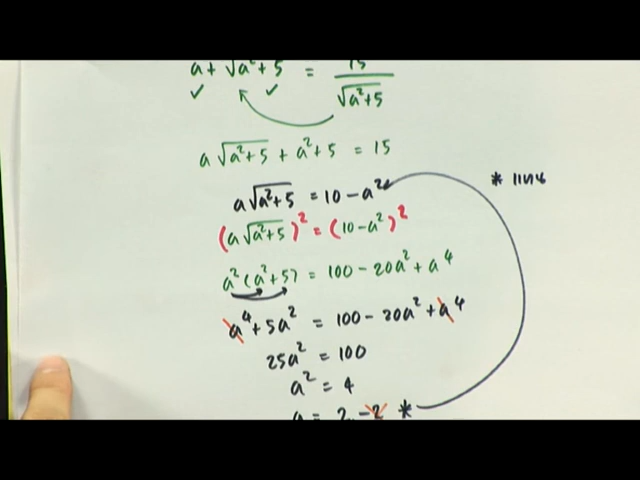 a + √a²+5 = 15/√a²+5
✓ ✓
a√a²+5 + a²+5 = 15
a√a²+5 = 10 - a²
* זוגות
(a√a²+5)² = (10 - a²)²
a²(a²+5) = 100 - 20a² + a⁴
a⁴ + 5a² = 100 - 20a² + a⁴
25a² = 100
a² = 4
a = 2, -2 *